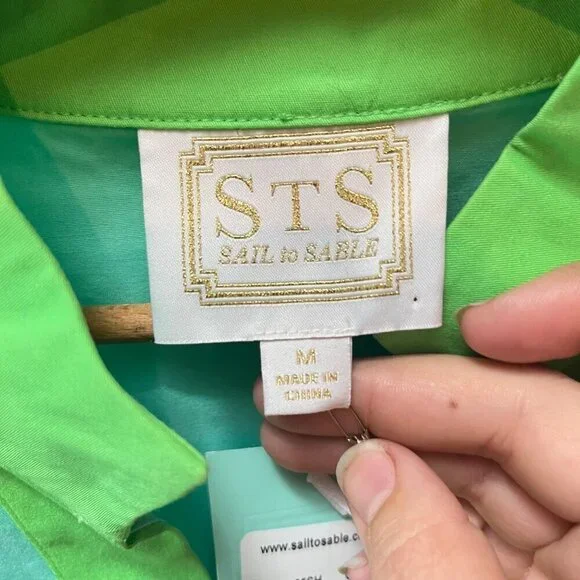 STS
SAIL to SABLE
M
MADE IN
CHINA
www.sailtosable.c